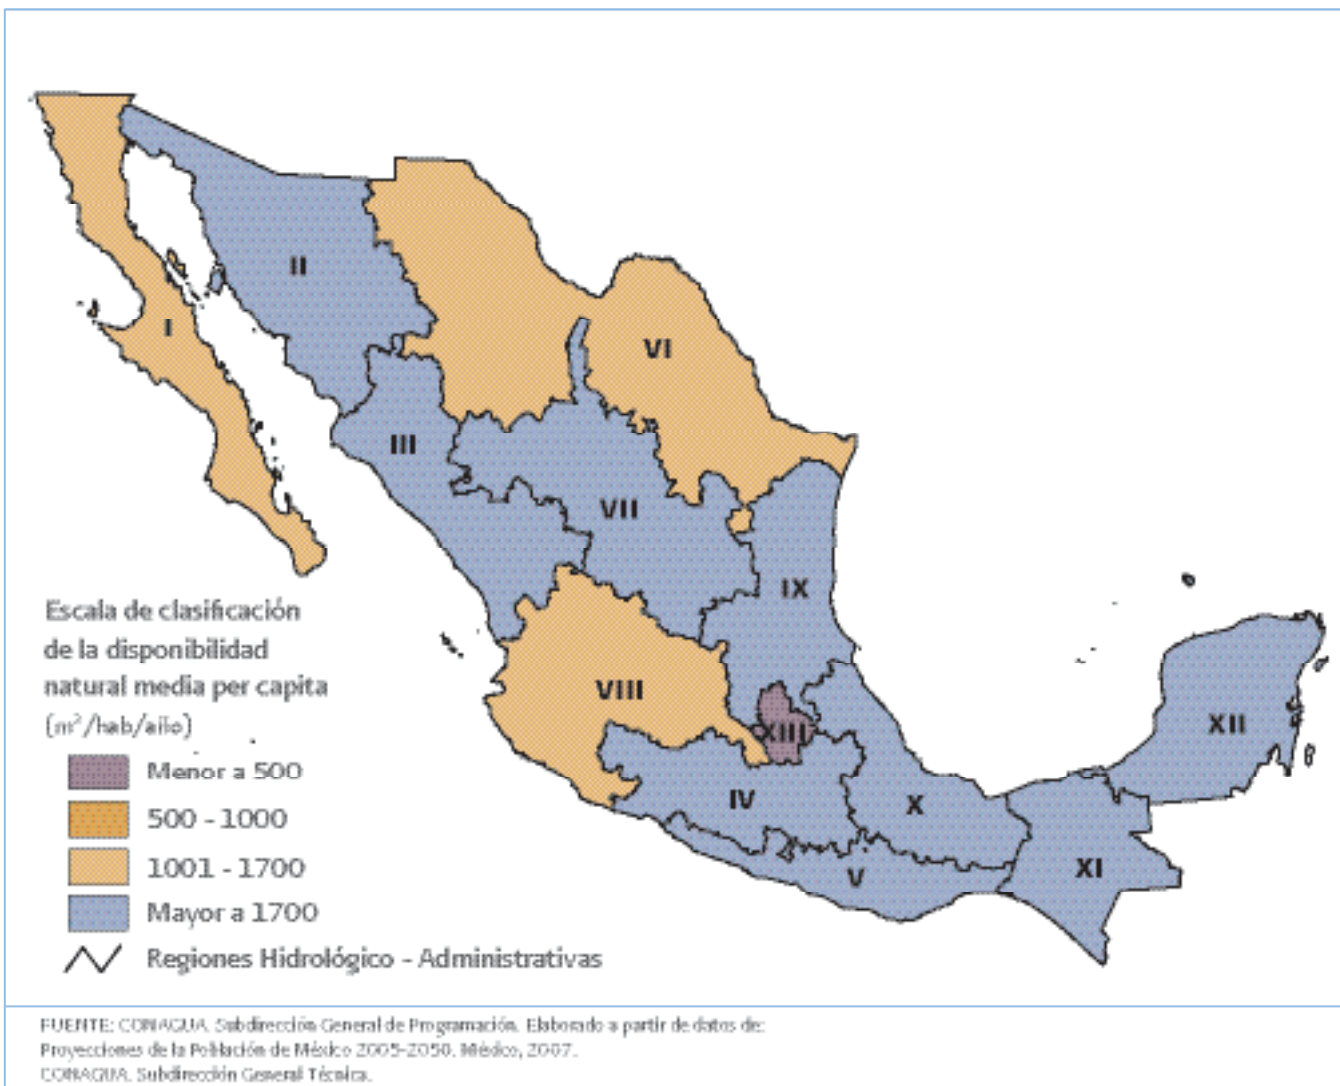 II
I
VI
III
VII
IX
VIII
XIII
XII
IV
X
XI
V
Escala de clasificación
de la disponibilidad
natural media per capita
(m³/hab/año)
Menor a 500
500 - 1000
1001 - 1700
Mayor a 1700
Regiones Hidrológico - Administrativas
FUENTE: CONAGUA. Subdirección General de Programación. Elaborado a partir de datos de:
Proyecciones de la Población de México 2005-2050. México, 2007.
CONAGUA. Subdirección General Técnica.